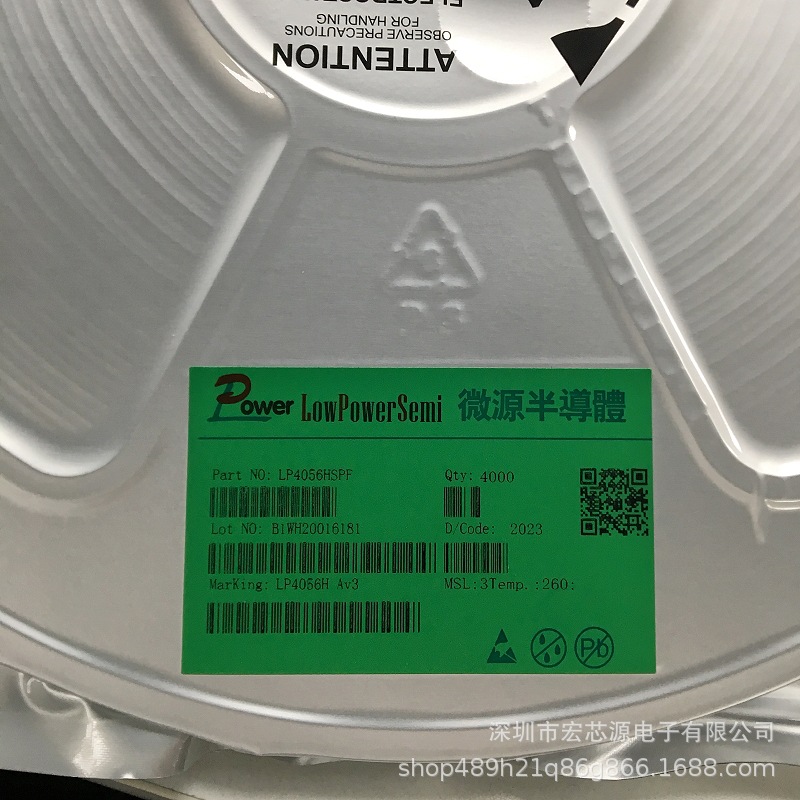 ATTENTION
OBSERVE PRECAUTIONS
FOR HANDLING
Power LowPowerSemi 微源半導體
Part NO: LP4056HSPF Qty: 4000
Lot NO: B1WH20016181 D/Code: 2023
MarKing: LP4056H Av3 MSL:3Temp.:260:
Pb
深圳市宏芯源电子有限公司
shop489h21q86g866.1688.com